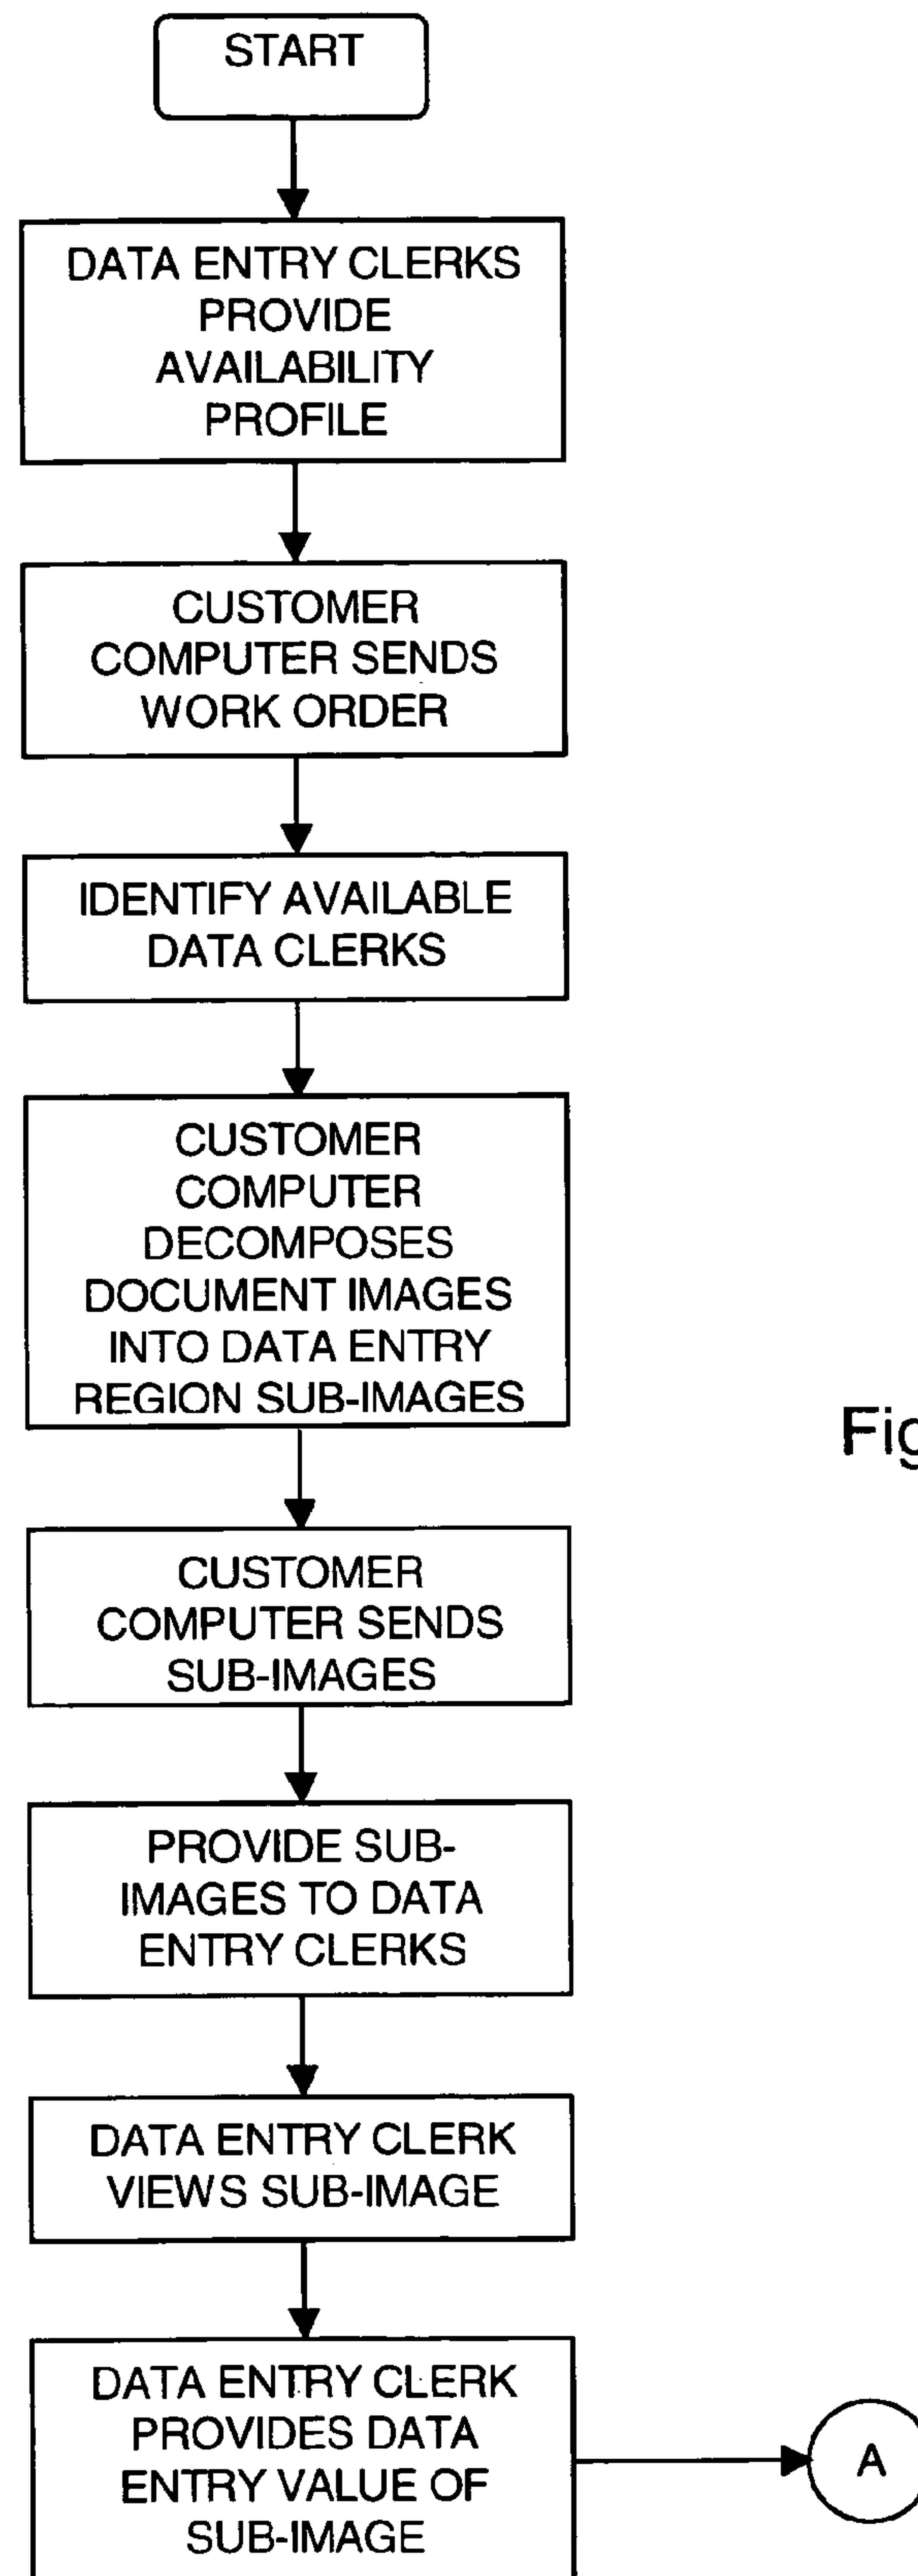 START
DATA ENTRY CLERKS
PROVIDE
AVAILABILITY
PROFILE
CUSTOMER
COMPUTER SENDS
WORK ORDER
IDENTIFY AVAILABLE
DATA CLERKS
CUSTOMER
COMPUTER
DECOMPOSES
DOCUMENT IMAGES
INTO DATA ENTRY
REGION SUB-IMAGES
Fig
CUSTOMER
COMPUTER SENDS
SUB-IMAGES
PROVIDE SUB-
IMAGES TO DATA
ENTRY CLERKS
DATA ENTRY CLERK
VIEWS SUB-IMAGE
DATA ENTRY CLERK
PROVIDES DATA
ENTRY VALUE OF
SUB-IMAGE
A